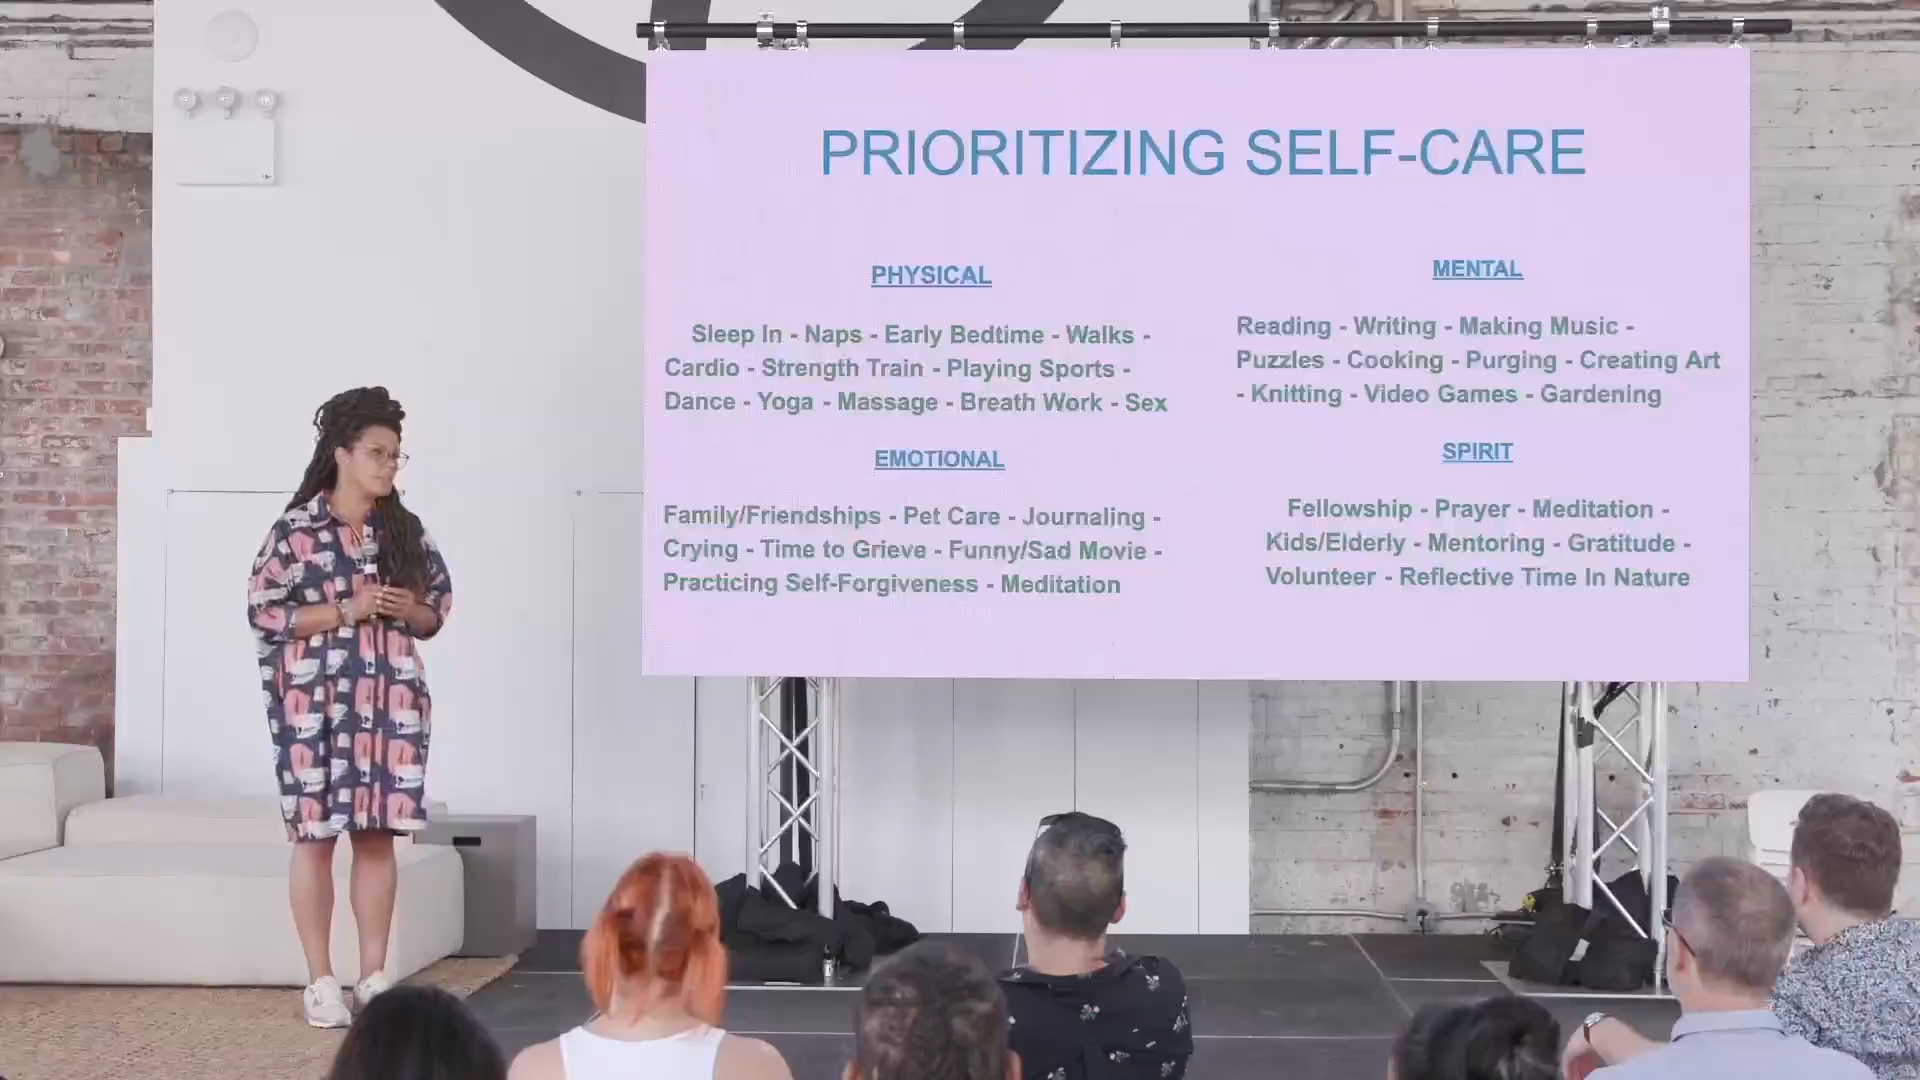 PRIORITIZING SELF-CARE
PHYSICAL
Sleep In - Naps - Early Bedtime - Walks -
Cardio - Strength Train - Playing Sports -
Dance - Yoga - Massage - Breath Work - Sex
MENTAL
Reading - Writing - Making Music -
Puzzles - Cooking - Purging - Creating Art
- Knitting - Video Games - Gardening
EMOTIONAL
Family/Friendships - Pet Care - Journaling -
Crying - Time to Grieve - Funny/Sad Movie -
Practicing Self-Forgiveness - Meditation
SPIRIT
Fellowship - Prayer - Meditation -
Kids/Elderly - Mentoring - Gratitude -
Volunteer - Reflective Time In Nature